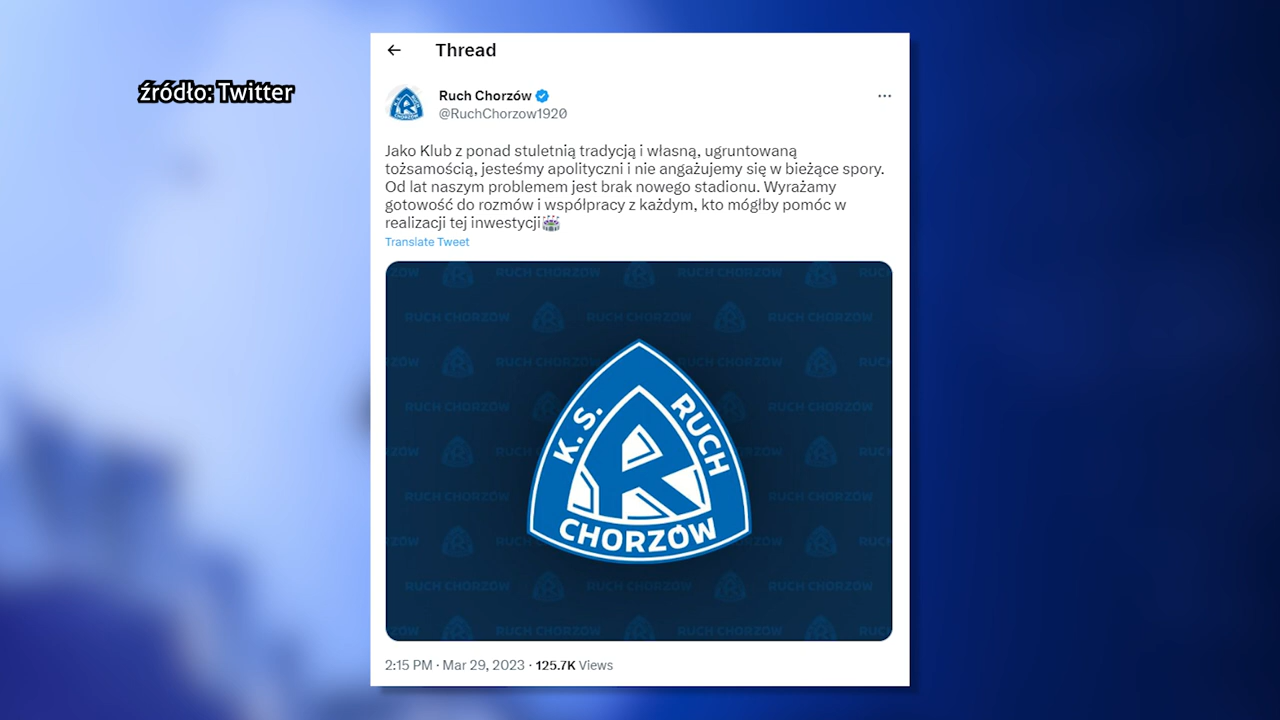 źródło: Twitter
Thread
Ruch Chorzów
@RuchChorzow1920
Jako Klub z ponad stuletnią tradycją i własną, ugruntowaną
tożsamością, jesteśmy apolityczni i nie angażujemy się w bieżące spory.
Od lat naszym problemem jest brak nowego stadionu. Wyrażamy
gotowość do rozmów i współpracy z każdym, kto mógłby pomóc w
realizacji tej inwestycji🏟️
Translate Tweet
K. S. RUCH
CHORZÓW
2:15 PM · Mar 29, 2023 · 125.7K Views